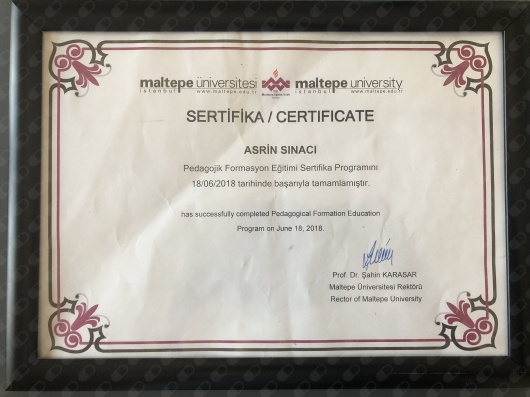 maltepe üniversitesi maltepe university
istanbul www.maltepe.edu.tr istanbul www.maltepe.edu.tr
SERTİFİKA / CERTIFICATE
ASRİN SINACI
Pedagojik Formasyon Eğitimi Sertifika Programını
18/06/2018 tarihinde başarıyla tamamlamıştır.
has successfully completed Pedagogical Formation Education
Program on June 18, 2018.
Prof. Dr. Şahin KARASAR
Maltepe Üniversitesi Rektörü
Rector of Maltepe University